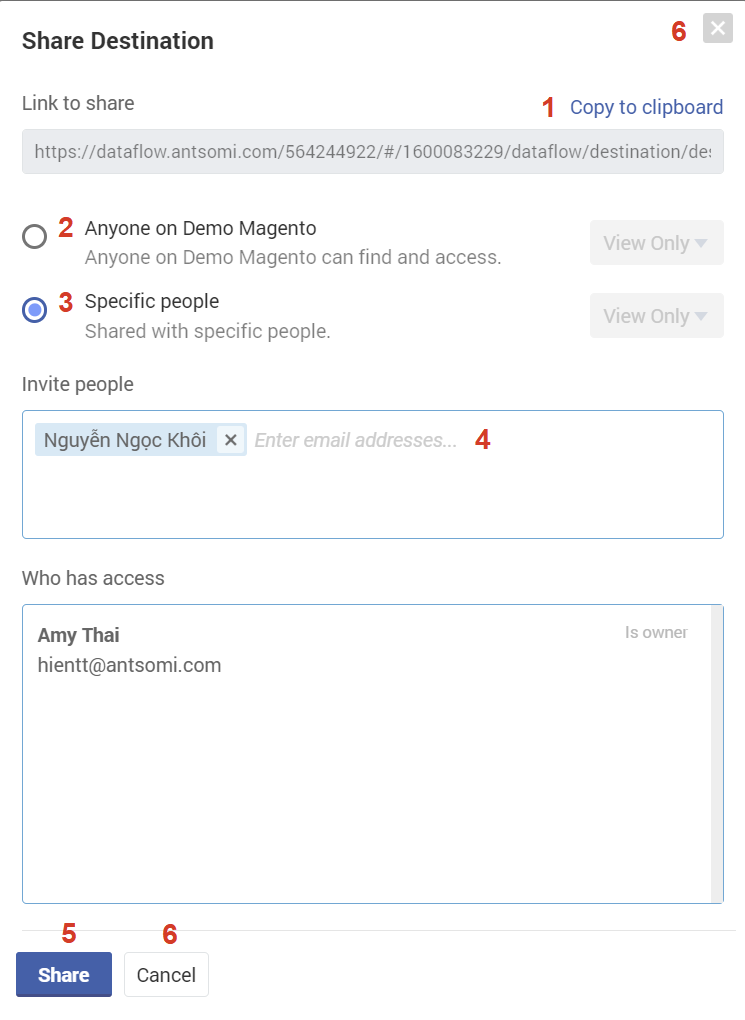 Share Destination
6
Link to share
1 Copy to clipboard
https://dataflow.antsomi.com/564244922/#/1600083229/dataflow/destination/des
2 Anyone on Demo Magento
View Only
Anyone on Demo Magento can find and access.
3 Specific people
View Only
Shared with specific people.
Invite people
Nguyễn Ngọc Khôi Enter email addresses... 4
Who has access
Amy Thai
Is owner
hientt@antsomi.com
5 6
Share Cancel